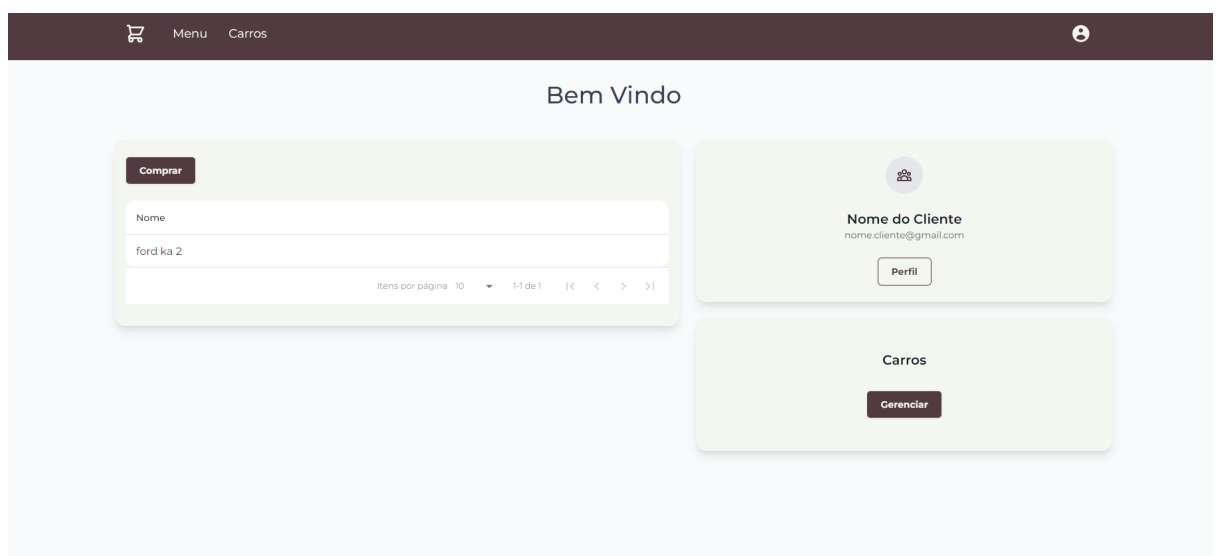 Menu Carros
Bem Vindo
Comprar
Nome
ford ka 2
Itens por página 10 1-1 de 1
Nome do Cliente
nome.cliente@gmail.com
Perfil
Carros
Gerenciar